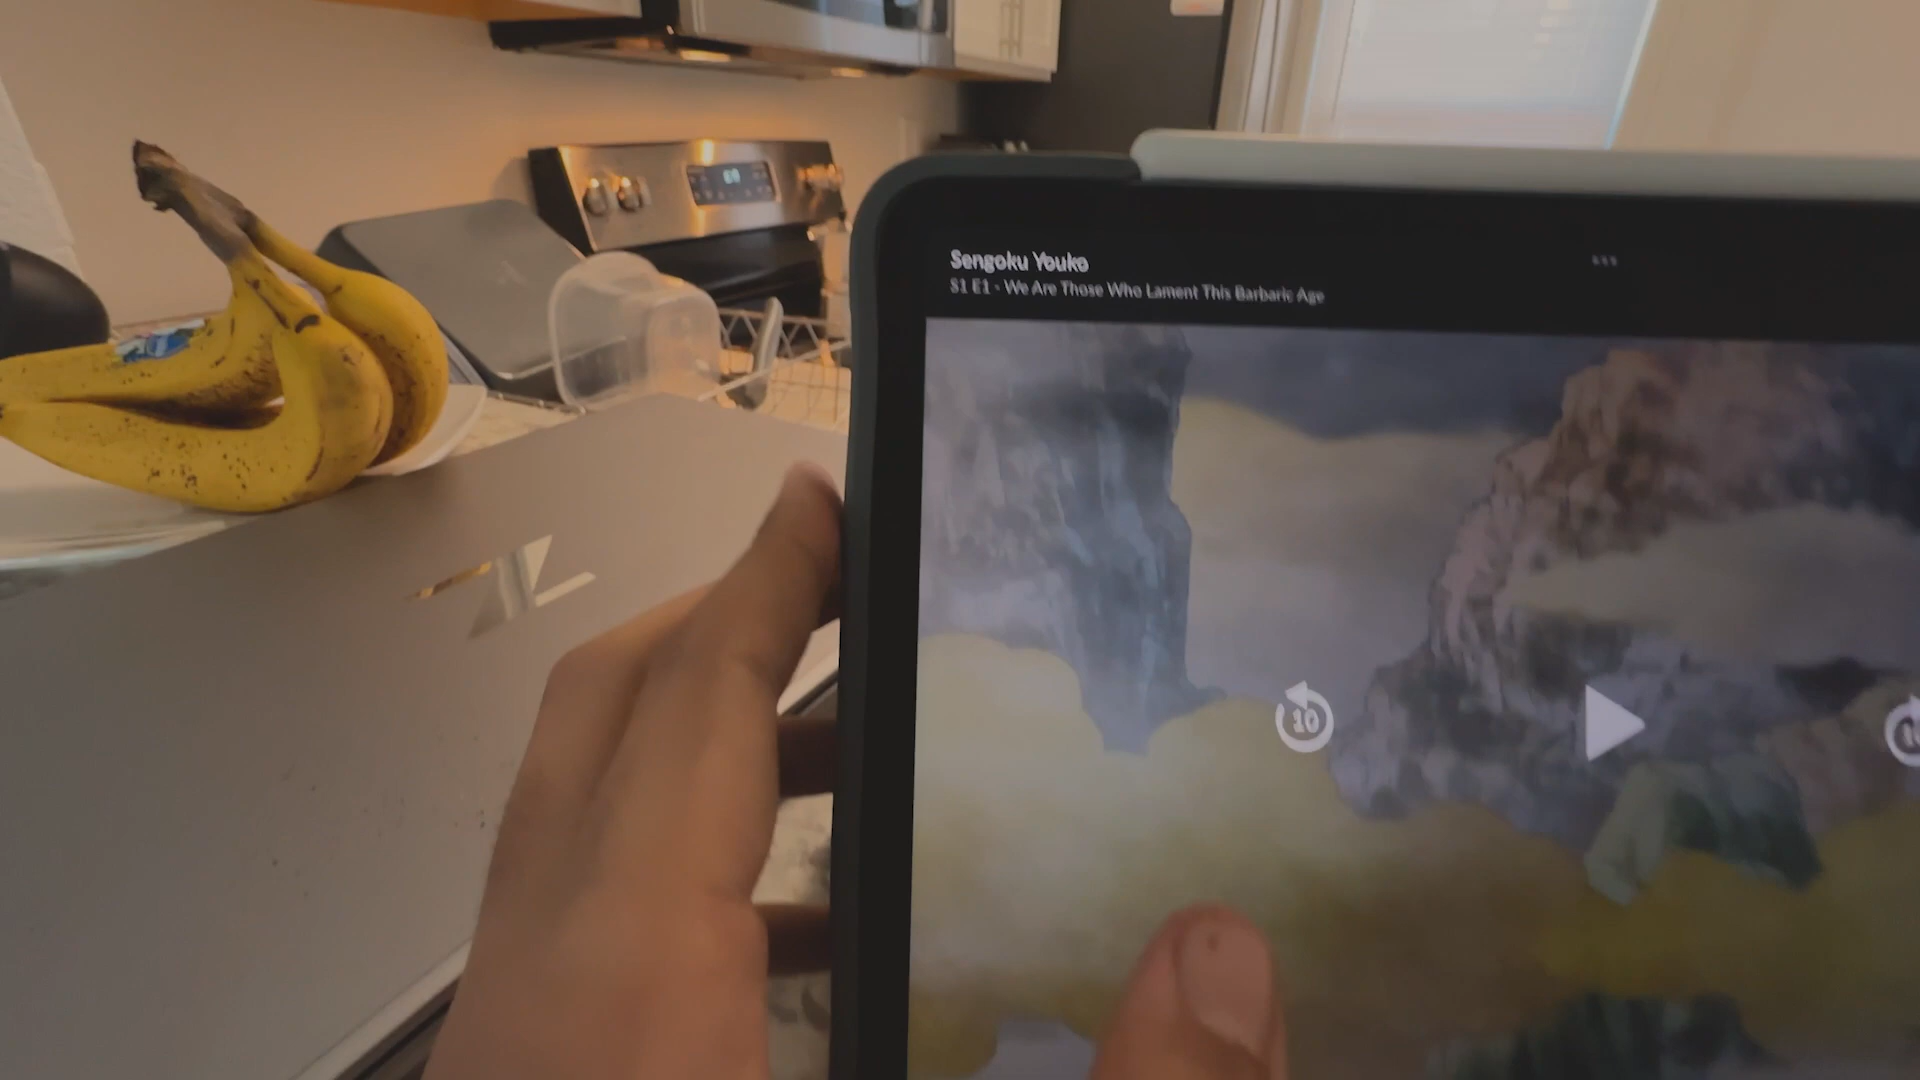 Sengoku Youko
S1 E1 - We Are Those Who Lament This Barbaric Age
10